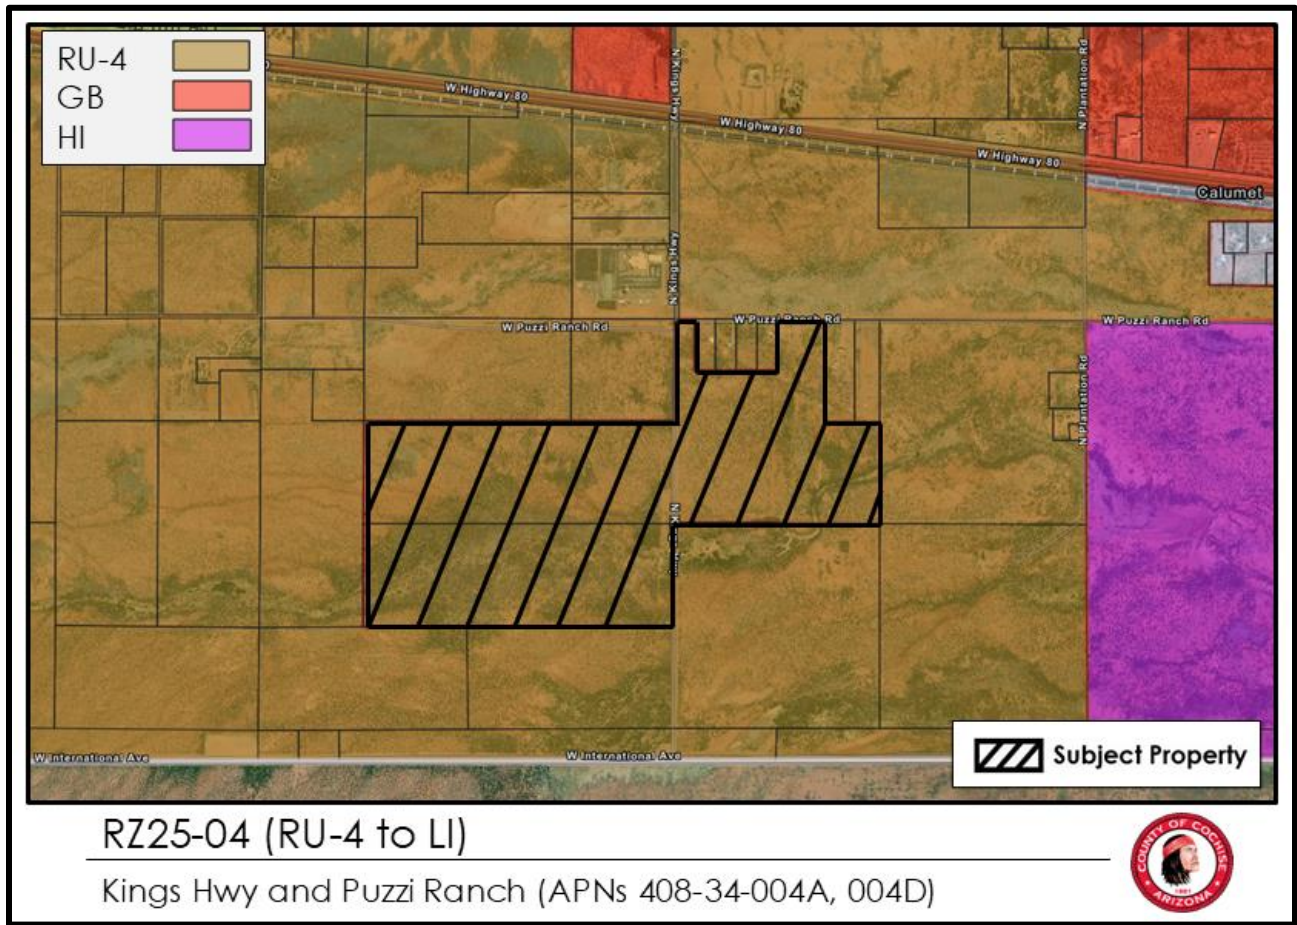 RU-4
GB
HI
W Highway 80
W Highway 80
W Highway 80
N Kings Hwy
N Plantation Rd
Calumet
N Kings Hwy
W Puzzi Ranch Rd
W Puzzi Ranch Rd
W Puzzi Ranch Rd
N Plantation Rd
W International Ave
W International Ave
Subject Property
RZ25-04 (RU-4 to LI)
Kings Hwy and Puzzi Ranch (APNs 408-34-004A, 004D)
COUNTY OF COCHISE
1881
ARIZONA